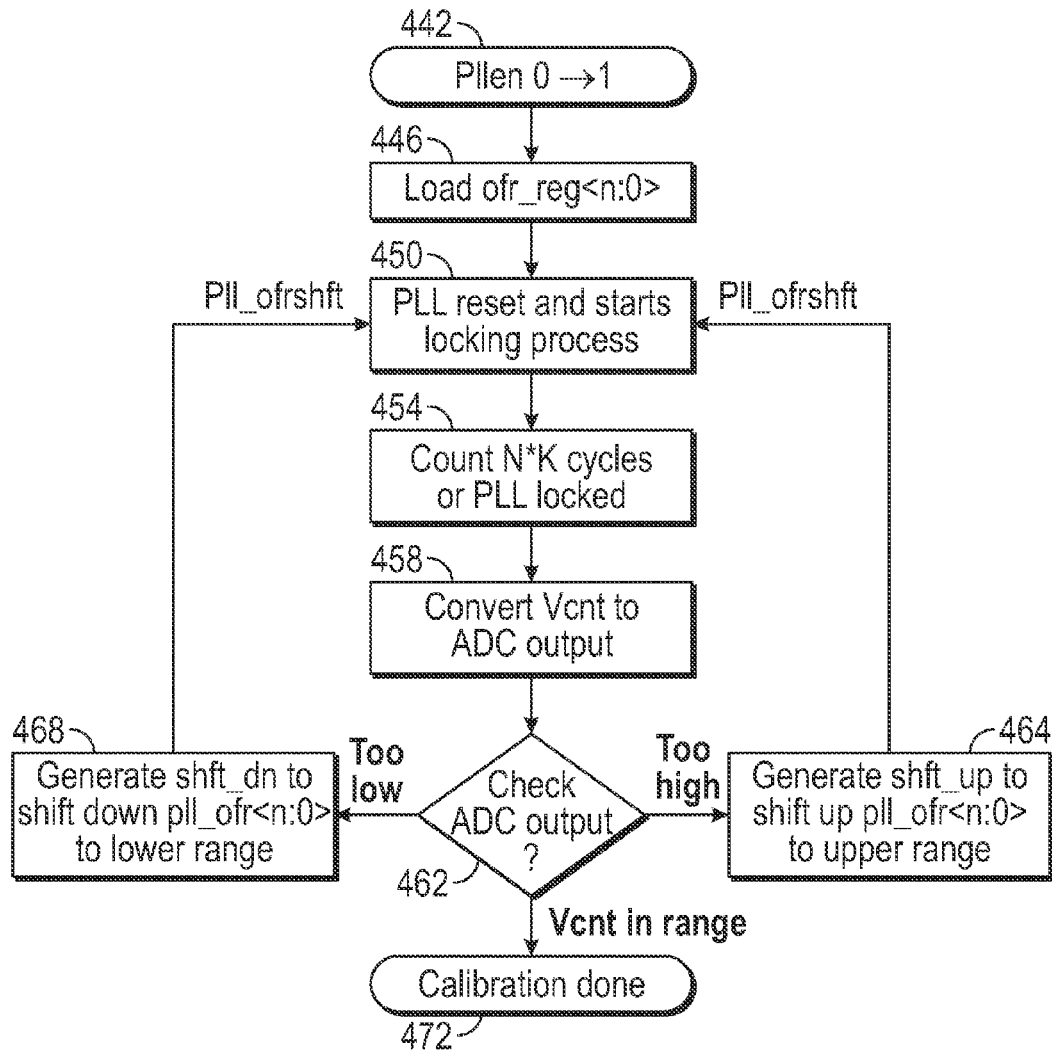 442
Pllen 0 →1
446
Load ofr_reg<n:0>
450
Pll_ofrshft
PLL reset and starts
locking process
Pll_ofrshft
454
Count N*K cycles
or PLL locked
458
Convert Vcnt to
ADC output
468
Generate shft_dn to
shift down pll_ofr<n:0>
to lower range
Too
low
Check
ADC output
?
462
Too
high
464
Generate shft_up to
shift up pll_ofr<n:0>
to upper range
Vcnt in range
Calibration done
472